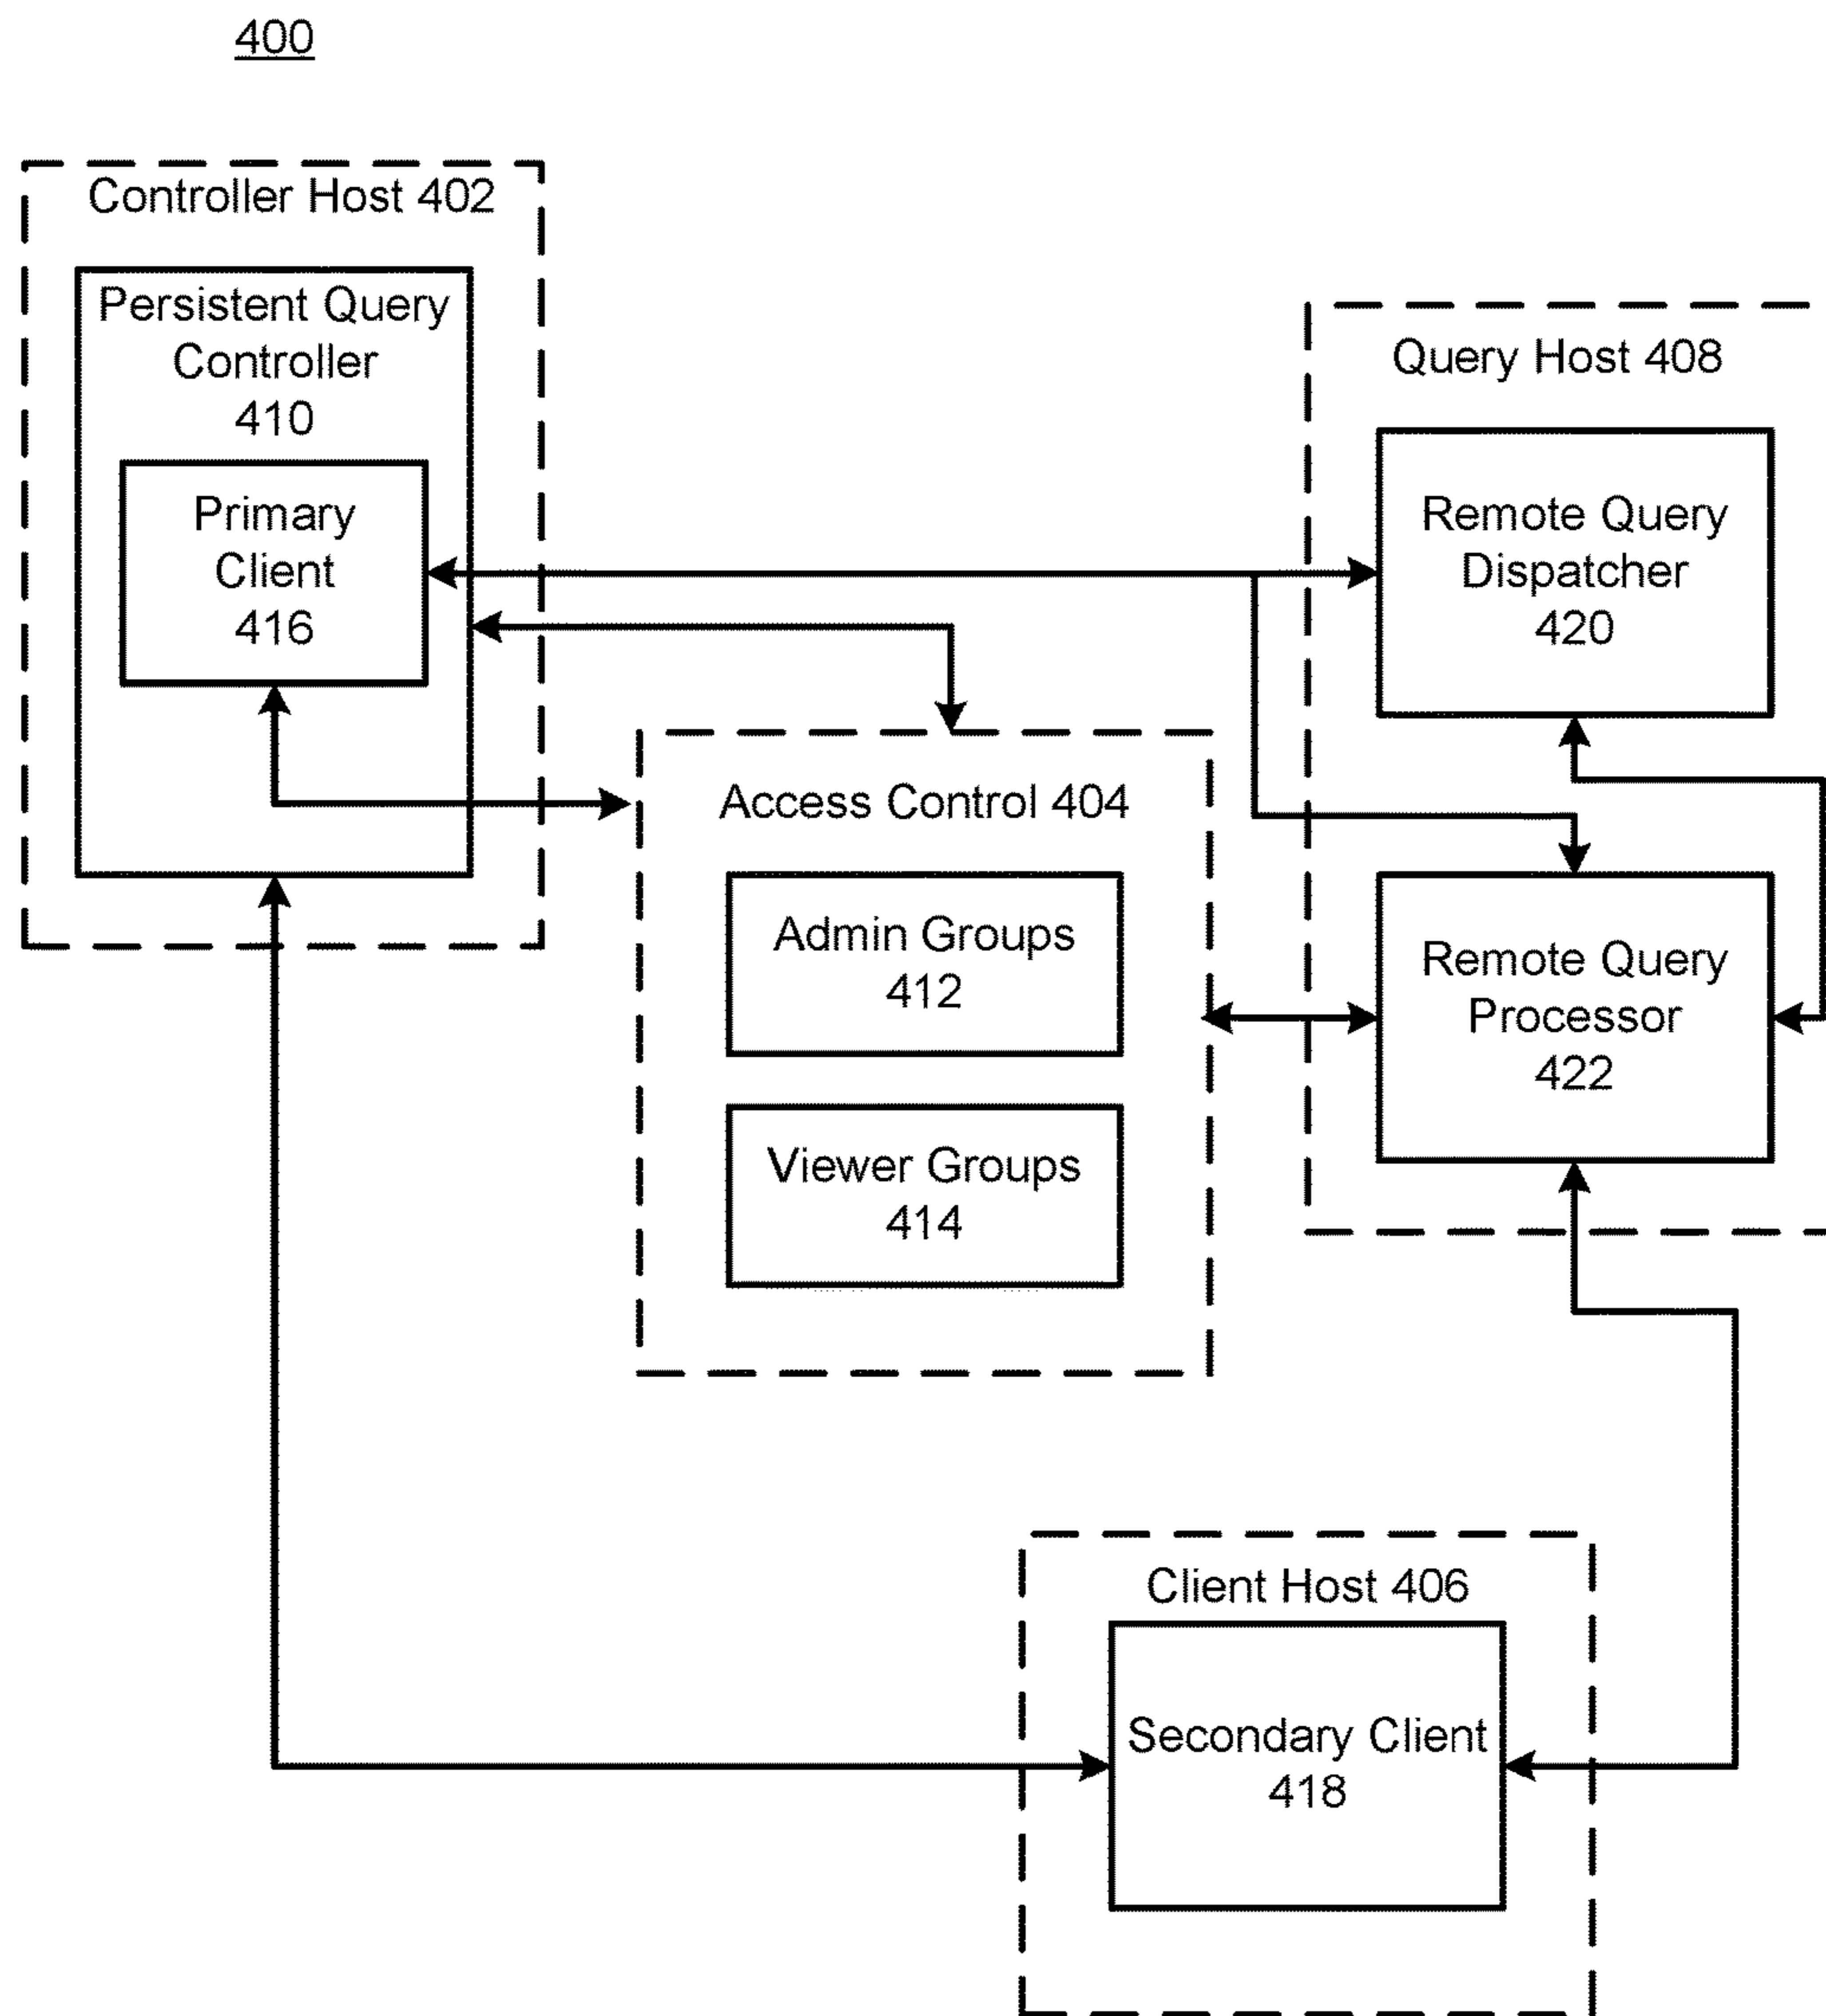 400
Controller Host 402
Persistent Query
Controller
410
Primary
Client
416
Query Host 408
Remote Query
Dispatcher
420
Access Control 404
Admin Groups
412
Viewer Groups
414
Remote Query
Processor
422
Client Host 406
Secondary Client
418